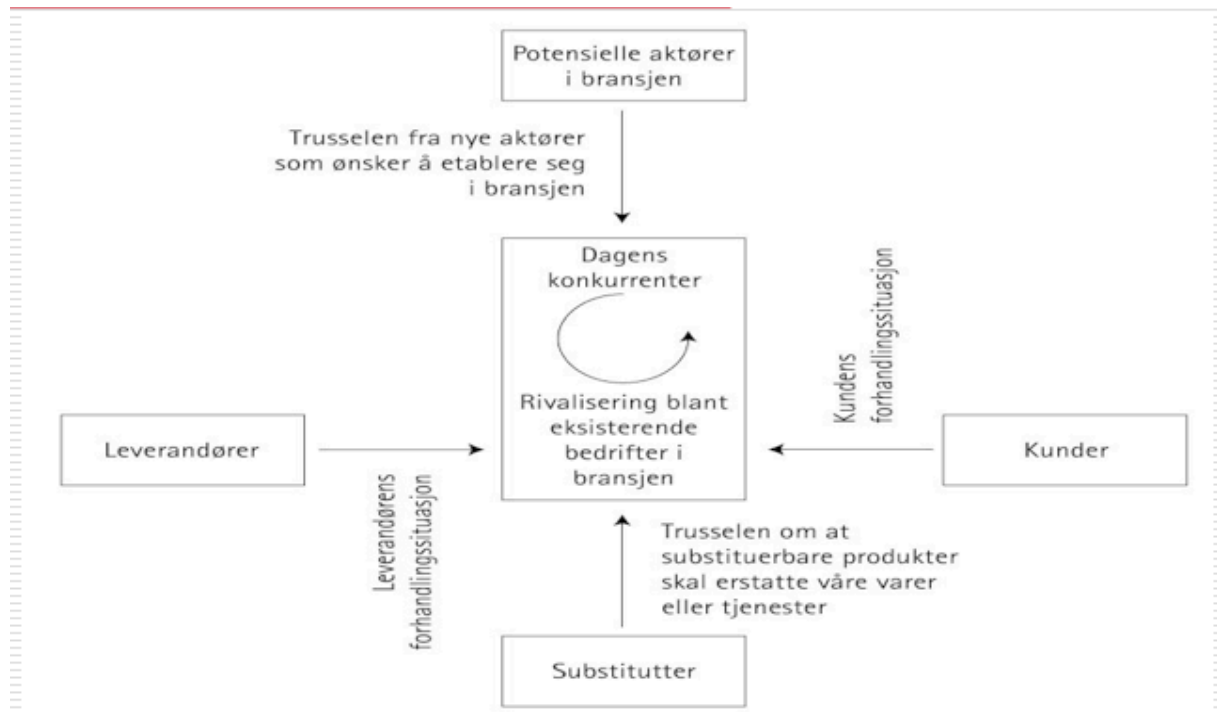 Potensielle aktører
i bransjen
Trusselen fra nye aktører
som ønsker å etablere seg
i bransjen
Dagens
konkurrenter
Rivalisering blant
eksisterende
bedrifter i
bransjen
Kundens
forhandlingssituasjon
Leverandører
Kunder
Leverandørens
forhandlingssituasjon
Trusselen om at
substituerbare produkter
skal erstatte våre varer
eller tjenester
Substitutter